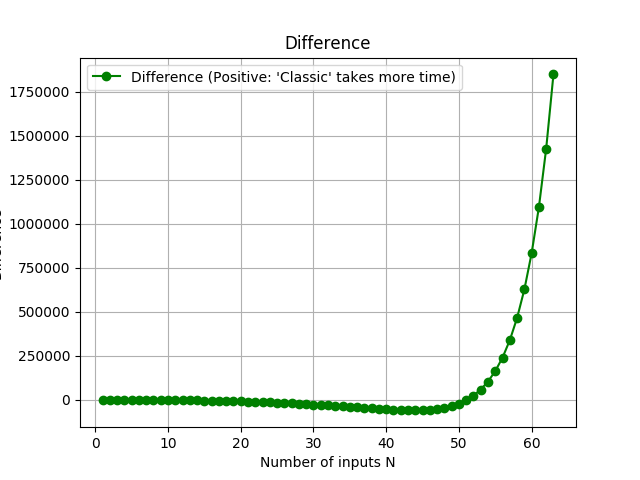 Difference
Difference (Positive: 'Classic' takes more time)
1750000
1500000
1250000
1000000
750000
500000
250000
0
0 10 20 30 40 50 60
Number of inputs N